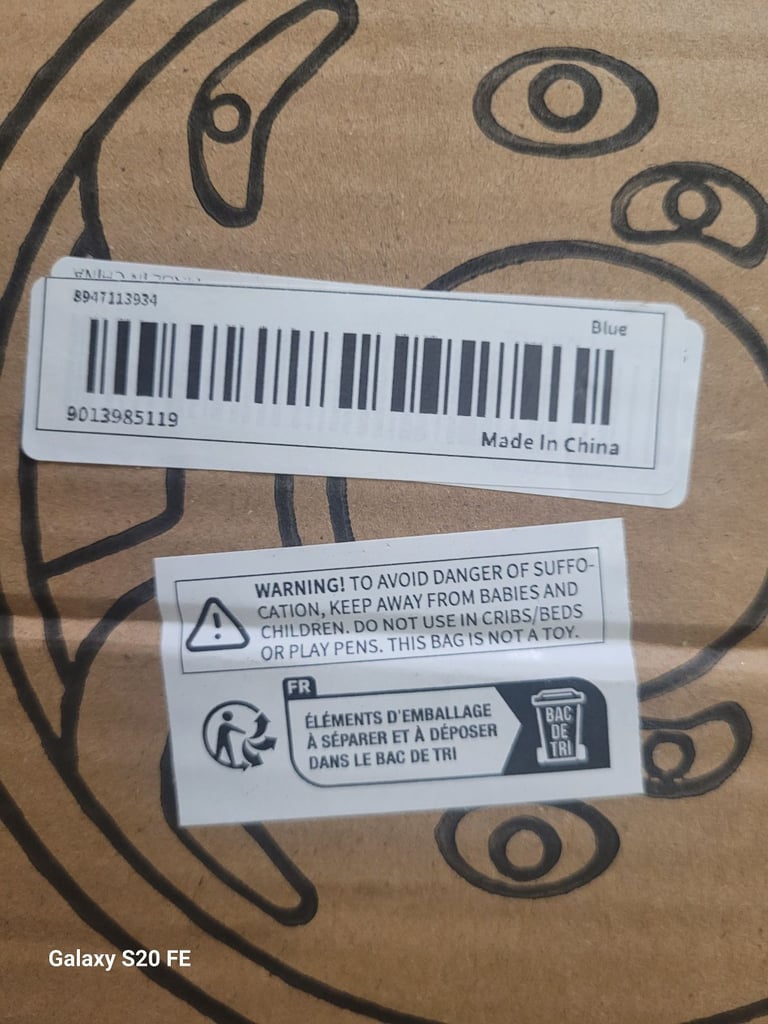 8947113934
Blue
9013985119
Made In China
WARNING! TO AVOID DANGER OF SUFFO-
CATION, KEEP AWAY FROM BABIES AND
CHILDREN. DO NOT USE IN CRIBS/BEDS
OR PLAY PENS. THIS BAG IS NOT A TOY.
FR
ÉLÉMENTS D'EMBALLAGE
À SÉPARER ET À DÉPOSER
DANS LE BAC DE TRI
BAC
DE
TRI
Galaxy S20 FE